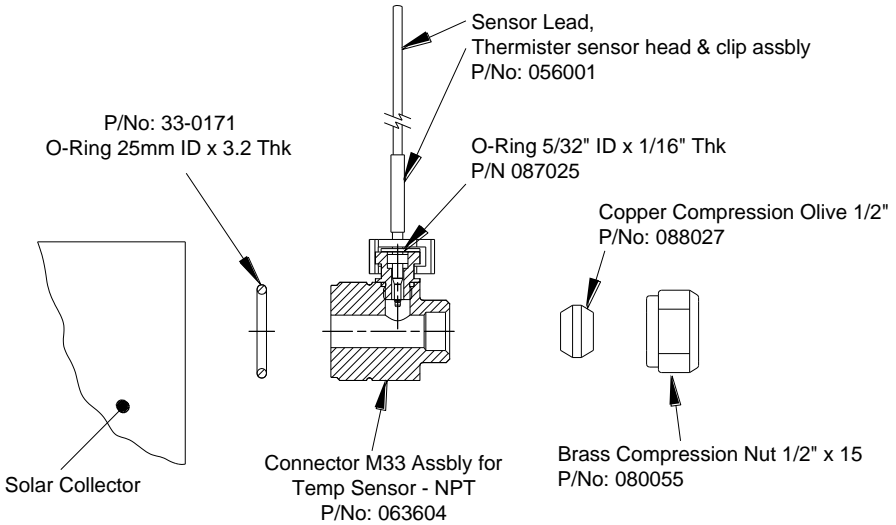 Sensor Lead,
Thermister sensor head & clip assbly
P/No: 056001
P/No: 33-0171
O-Ring 25mm ID x 3.2 Thk
O-Ring 5/32" ID x 1/16" Thk
P/N 087025
Copper Compression Olive 1/2"
P/No: 088027
Solar Collector
Connector M33 Assbly for
Temp Sensor - NPT
P/No: 063604
Brass Compression Nut 1/2" x 15
P/No: 080055